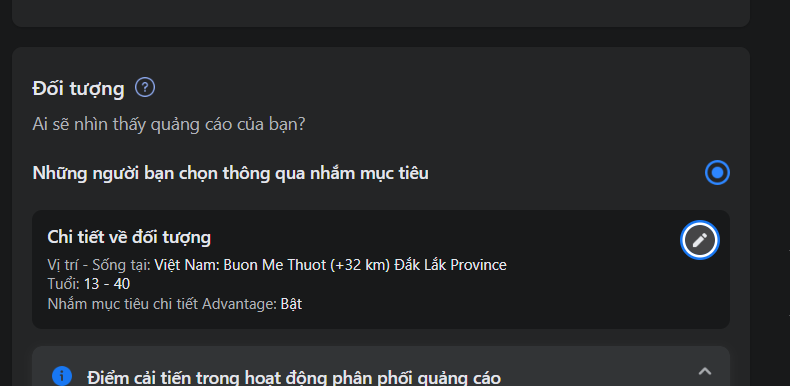 Đối tượng ?
Ai sẽ nhìn thấy quảng cáo của bạn?
Những người bạn chọn thông qua nhắm mục tiêu
Chi tiết về đối tượng
Vị trí - Sống tại: Việt Nam: Buon Me Thuot (+32 km) Đắk Lắk Province
Tuổi: 13 - 40
Nhắm mục tiêu chi tiết Advantage: Bật
Điểm cải tiến trong hoạt động phân phối quảng cáo